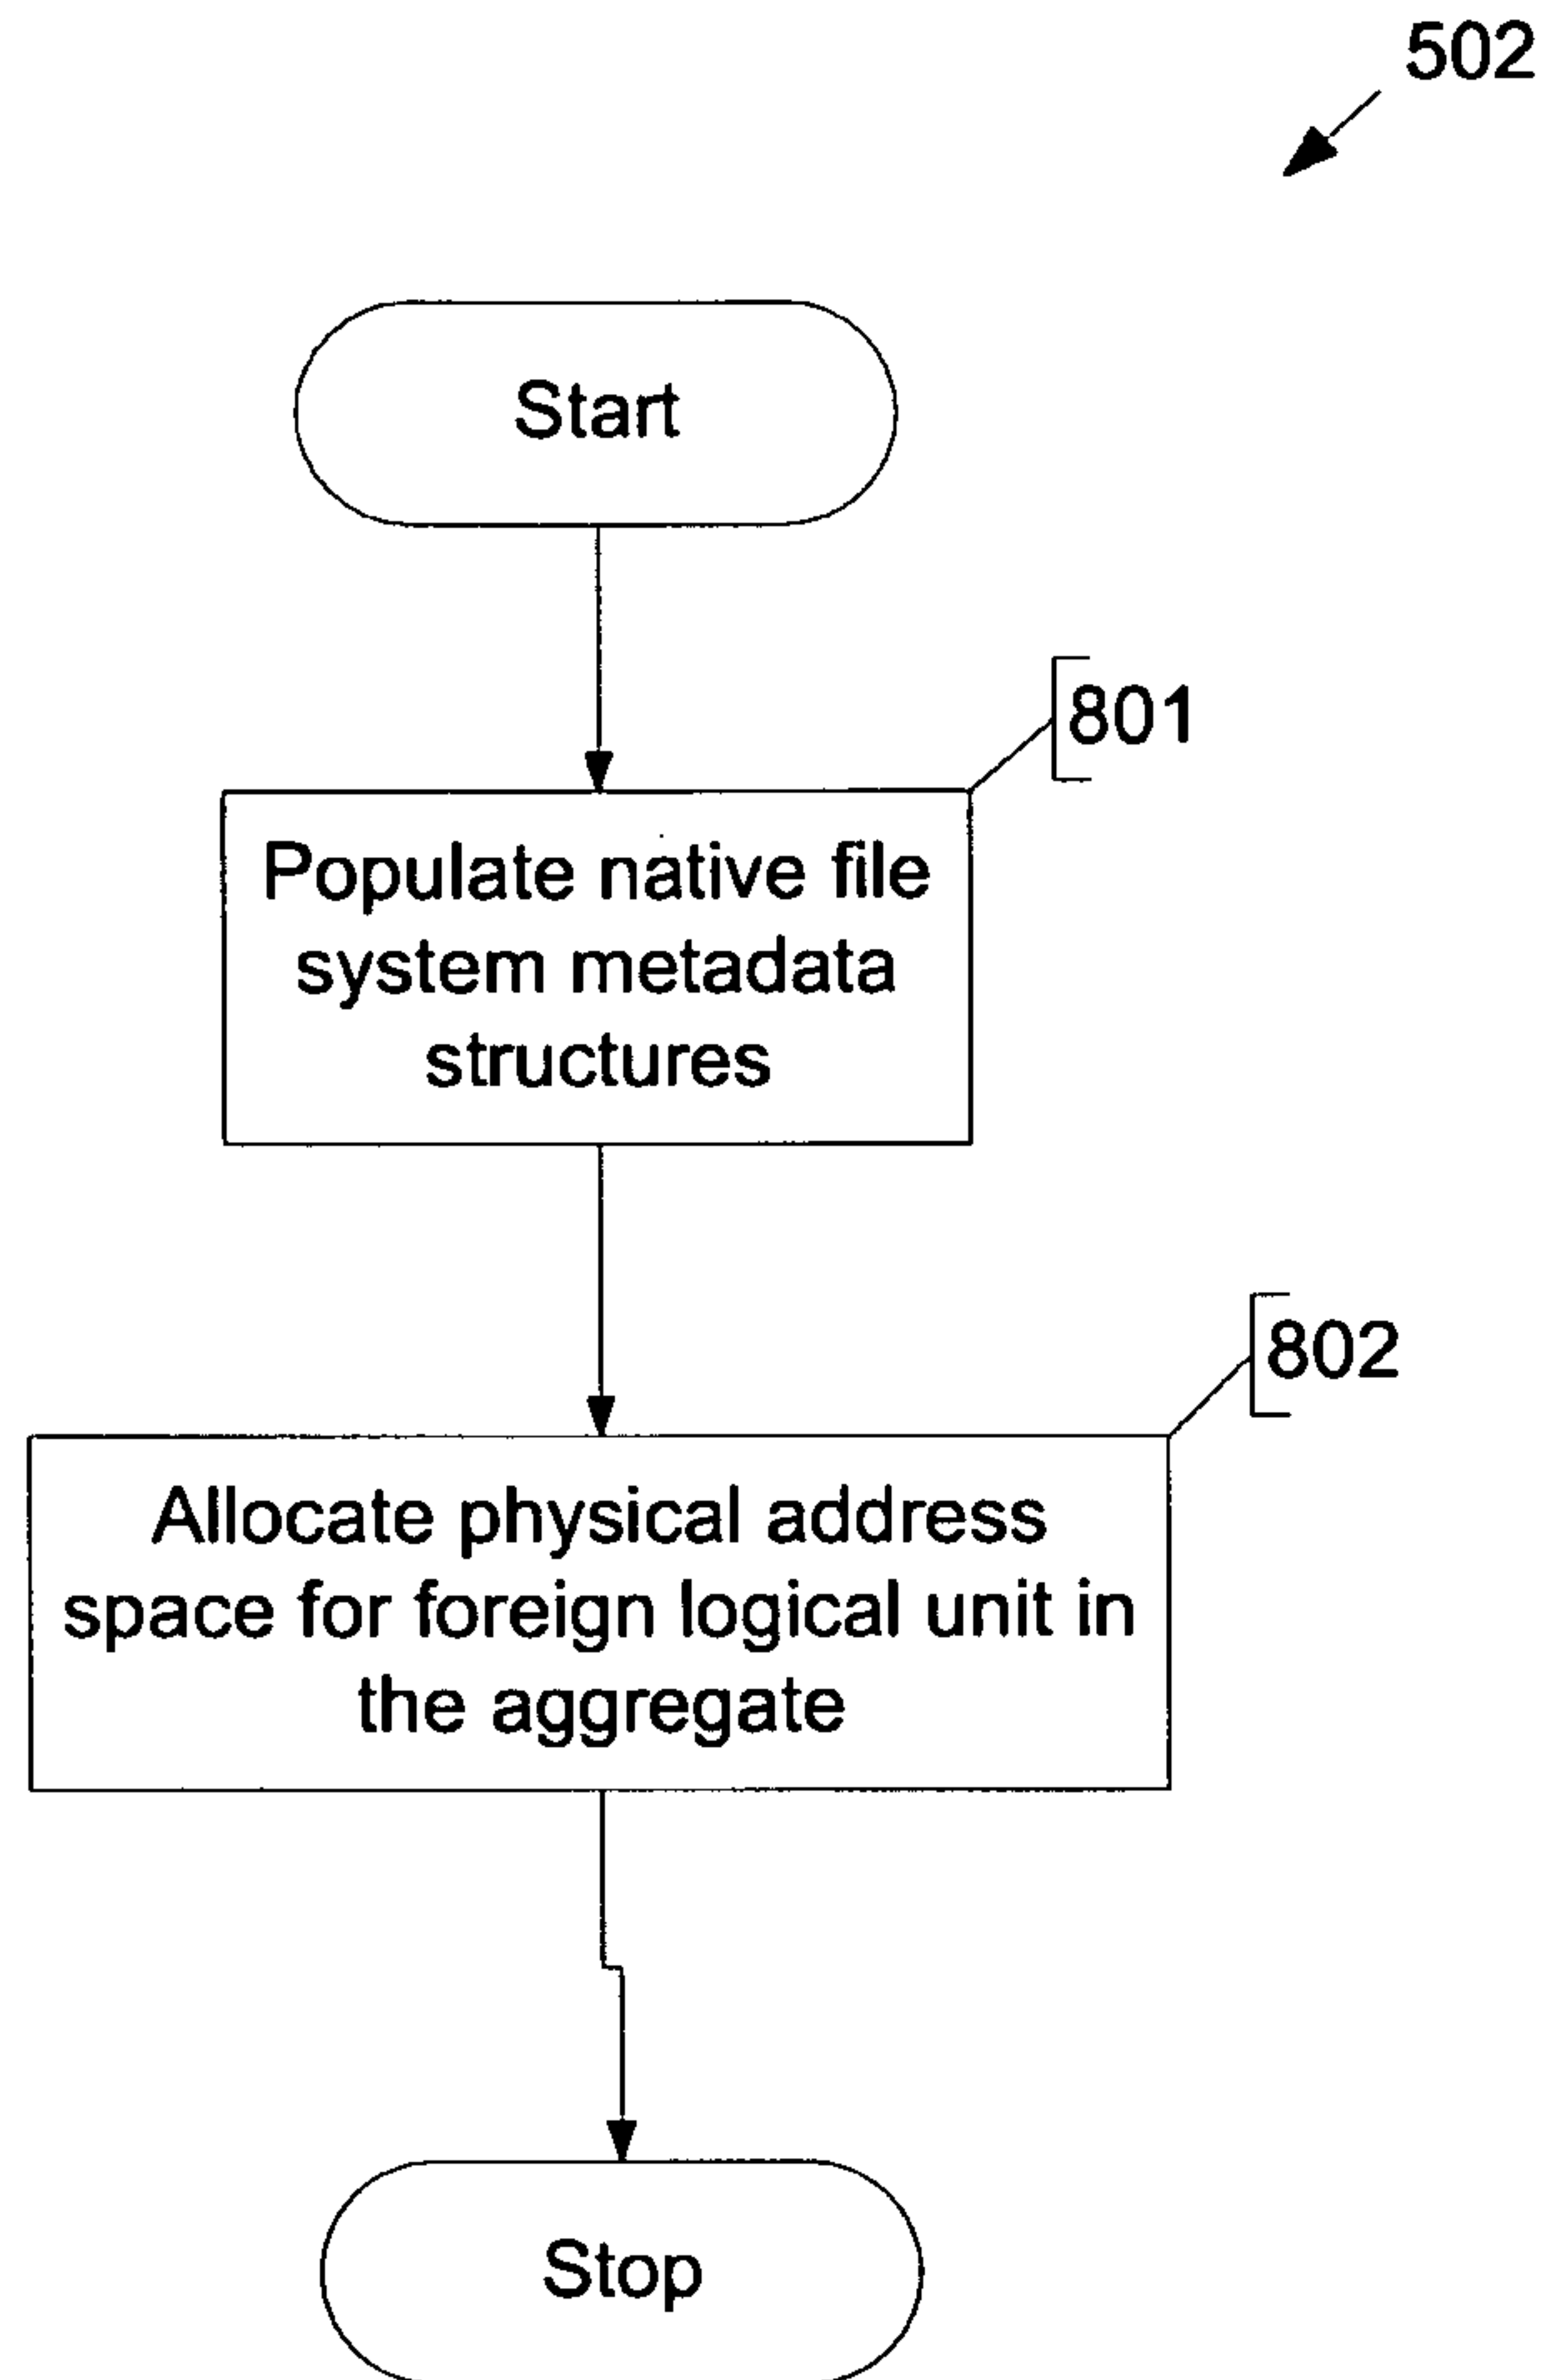 502
Start
801
Populate native file
system metadata
structures
802
Allocate physical address
space for foreign logical unit in
the aggregate
Stop